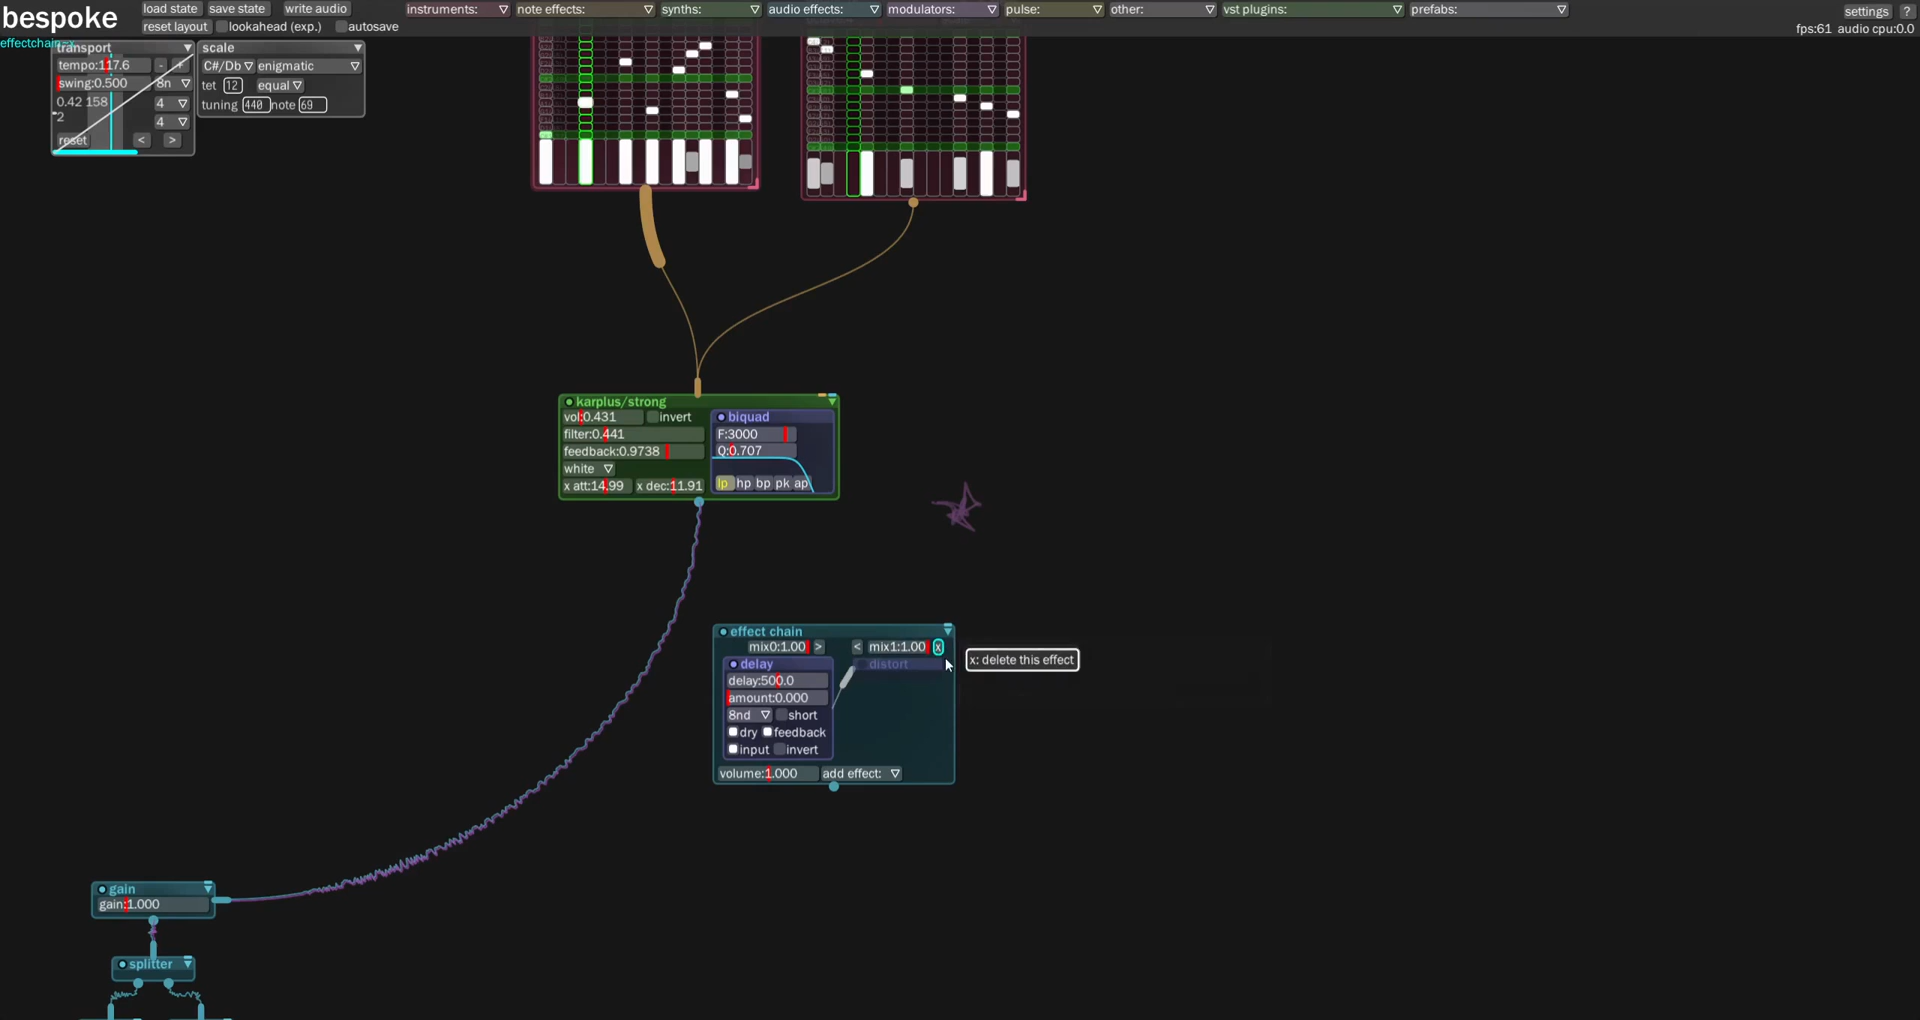 bespoke
load state save state write audio
reset layout lookahead (exp.) autosave
instruments: note effects: synths: audio effects: modulators: pulse: other: vst plugins: prefabs:
settings ?
fps:61 audio cpu:0.0
effectchain~x
transport
tempo:117.6 - +
swing:0.500 8n
0.42 158 4
2 4
reset < >
scale
C#/Db enigmatic
tet 12 equal
tuning 440 note 69
karplus/strong
vol:0.431 invert
filter:0.441
feedback:0.9738
white
x att:14.99 x dec:11.91
biquad
F:3000
Q:0.707
lp hp bp pk ap
effect chain
mix0:1.00 > < mix1:1.00 x
delay distort
delay:500.0
amount:0.000
8nd short
dry feedback
input invert
volume:1.000 add effect:
x: delete this effect
gain
gain:1.000
splitter